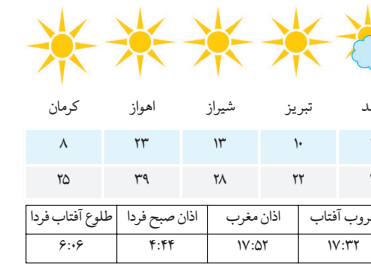 تبریز شیراز اهواز کرمان
۱۰ ۱۳ ۲۳ ۸
۲۲ ۲۸ ۳۹ ۲۵
آفتاب اذان مغرب اذان صبح فردا طلوع آفتاب فردا
۱۷:۳۲ ۱۷:۵۲ ۴:۴۴ ۶:۰۶